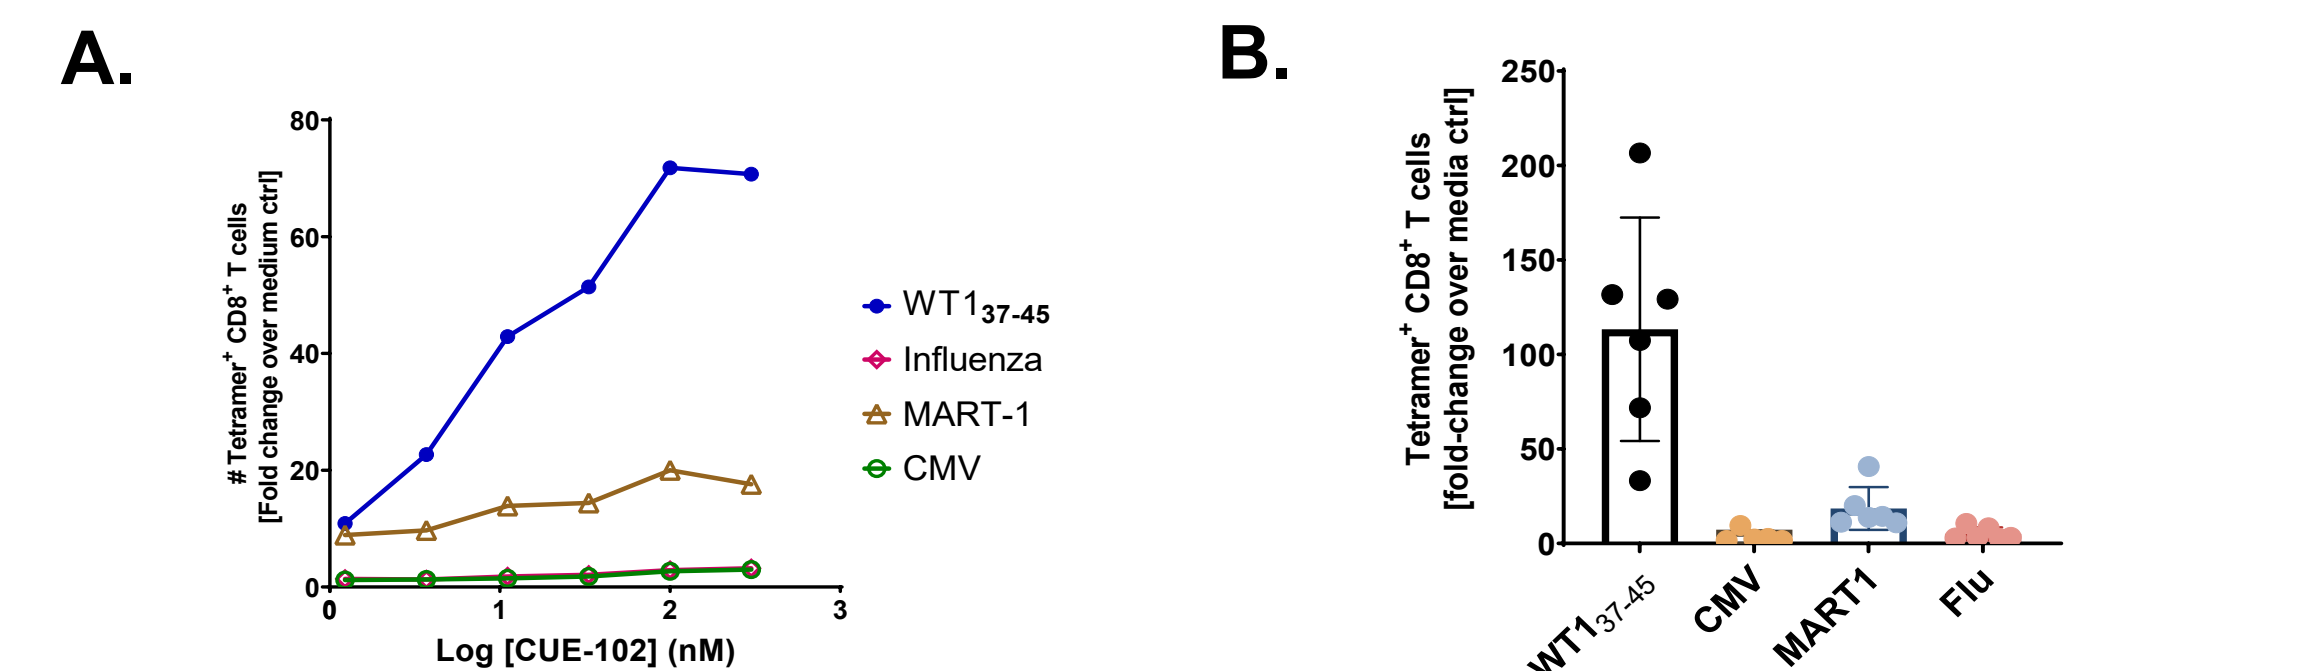 A.
# Tetramer⁺ CD8⁺ T cells
[Fold change over medium ctrl]
80
60
40
20
0
0
1
2
3
Log [CUE-102] (nM)
WT1₃₇₋₄₅
Influenza
MART-1
CMV
B.
Tetramer⁺ CD8⁺ T cells
[fold-change over media ctrl]
250
200
150
100
50
0
WT1₃₇₋₄₅
CMV
MART1
Flu